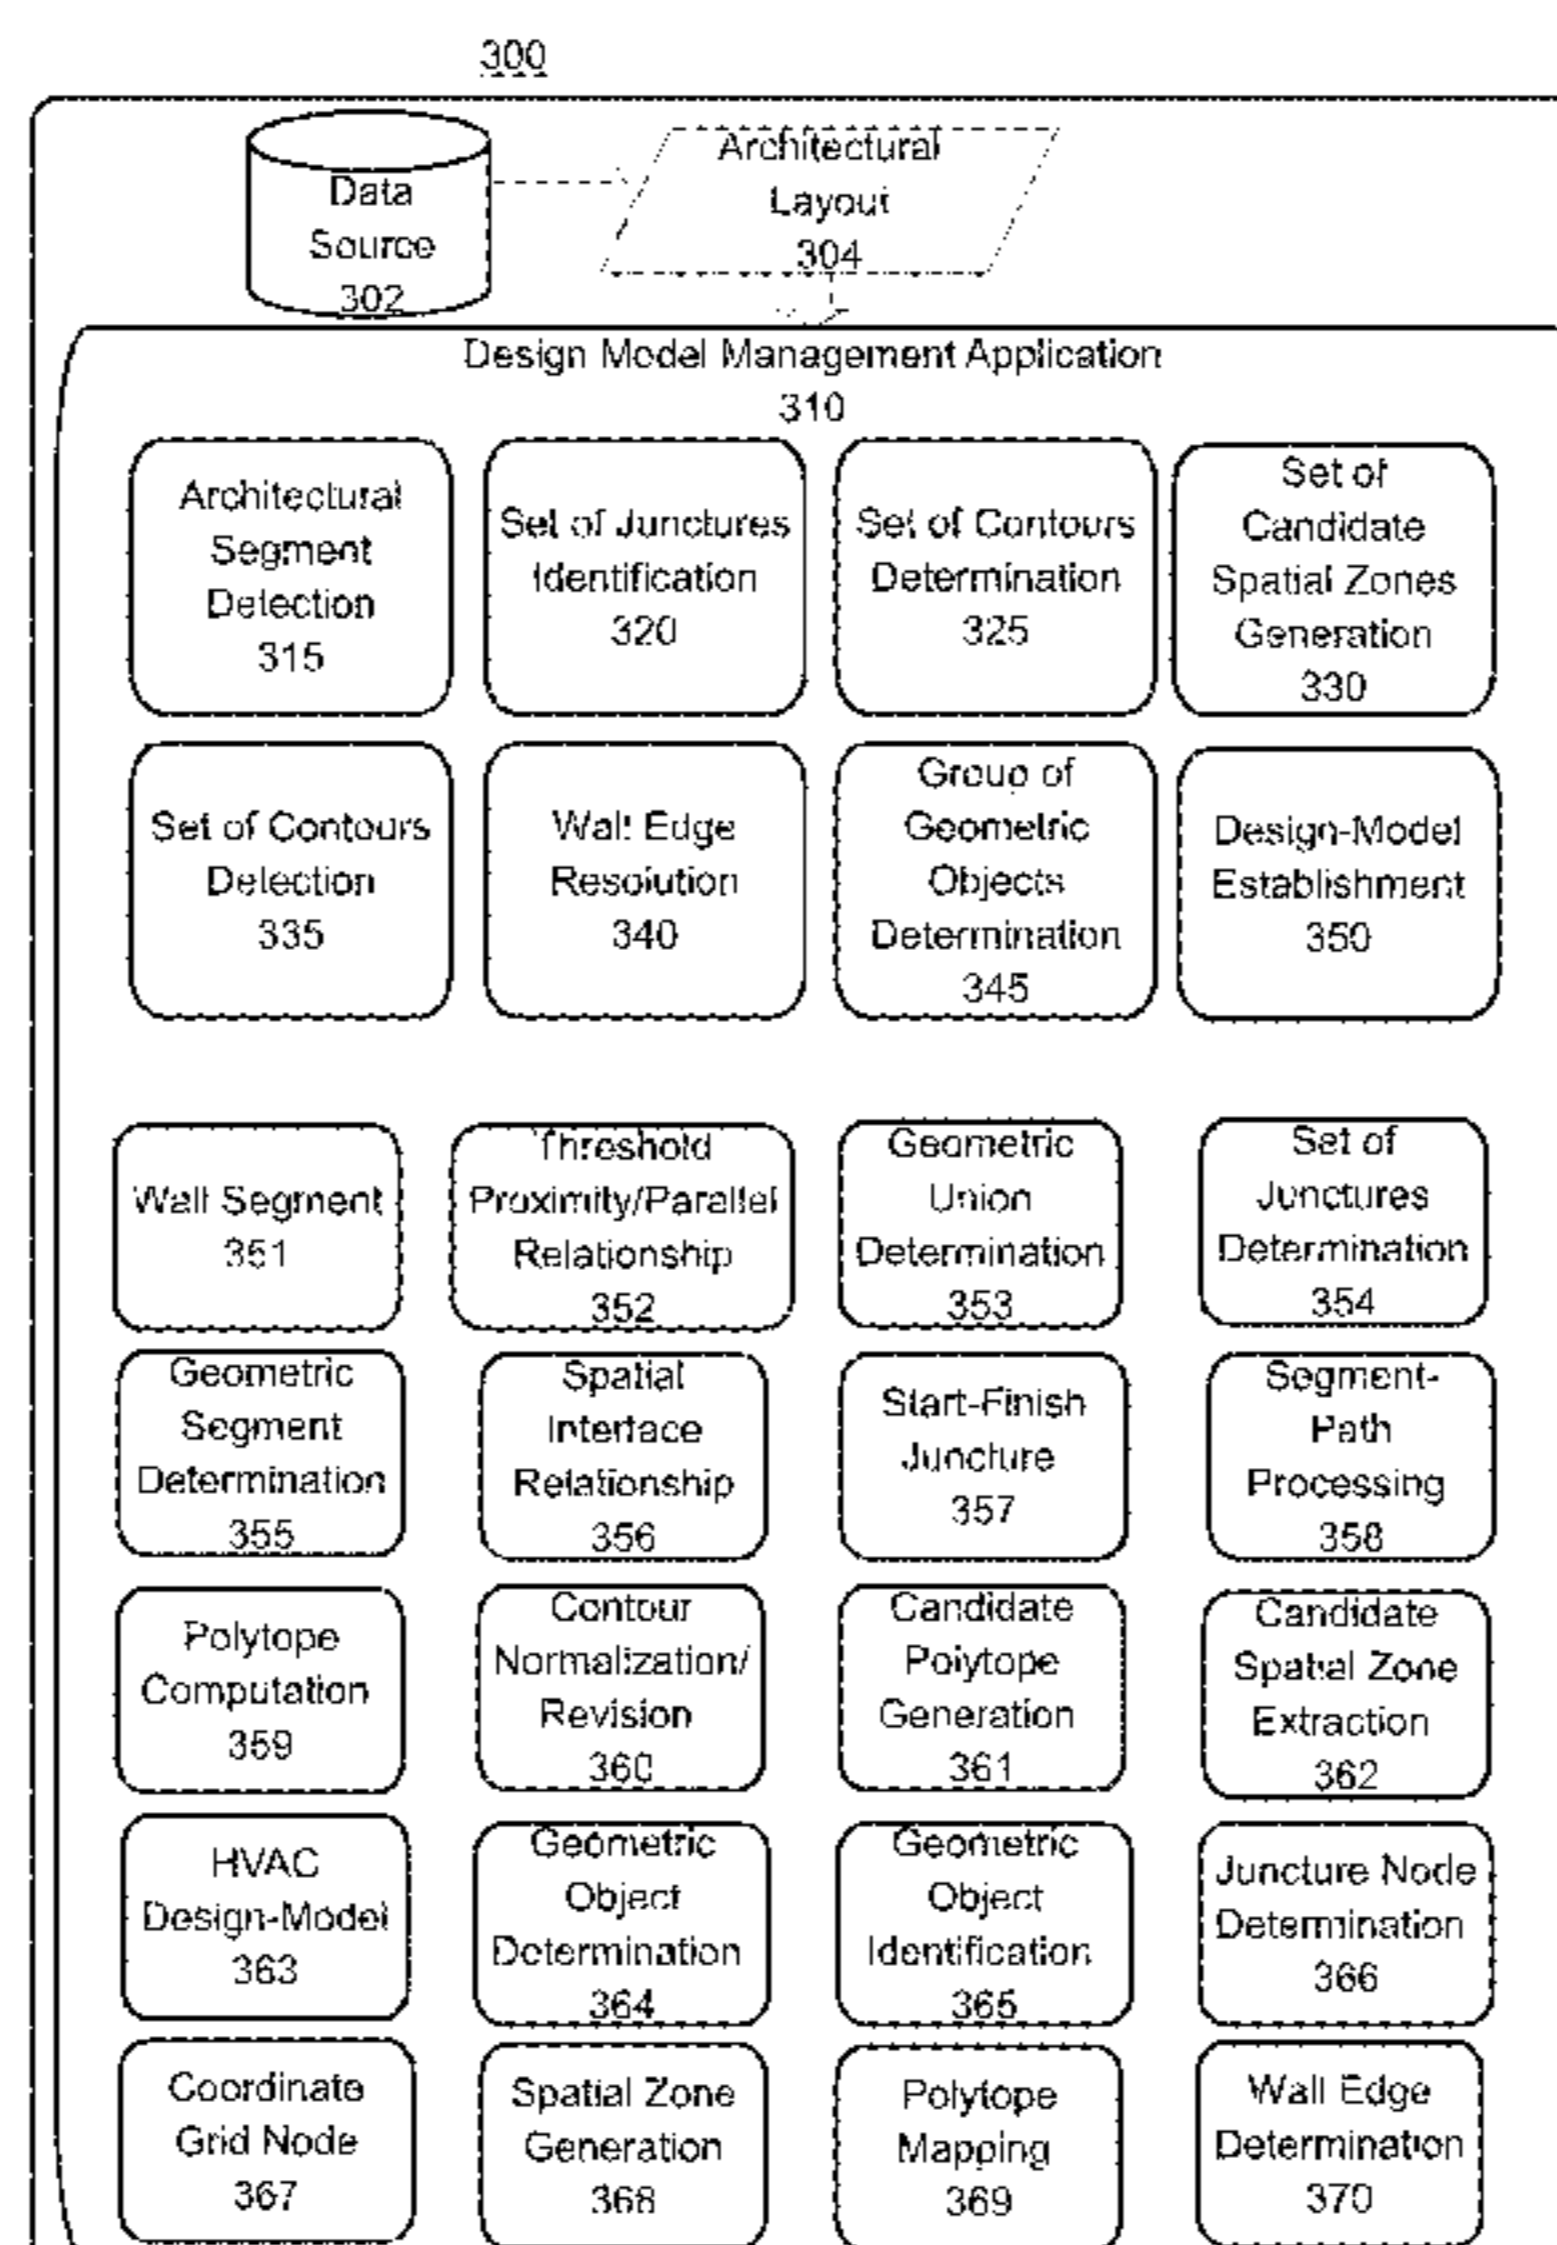 300
Data
Source
302
Architectural
Layout
304
Design Model Management Application
310
Architectural
Segment
Detection
315
Set of Junctures
Identification
320
Set of Contours
Determination
325
Set of
Candidate
Spatial Zones
Generation
330
Set of Contours
Detection
335
Wall Edge
Resolution
340
Group of
Geometric
Objects
Determination
345
Design-Model
Establishment
350
Wall Segment
351
Threshold
Proximity/Parallel
Relationship
352
Geometric
Union
Determination
353
Set of
Junctures
Determination
354
Geometric
Segment
Determination
355
Spatial
Interface
Relationship
356
Start-Finish
Juncture
357
Segment-
Path
Processing
358
Polytope
Computation
359
Contour
Normalization/
Revision
360
Candidate
Polytope
Generation
361
Candidate
Spatial Zone
Extraction
362
HVAC
Design-Model
363
Geometric
Object
Determination
364
Geometric
Object
Identification
365
Juncture Node
Determination
366
Coordinate
Grid Node
367
Spatial Zone
Generation
368
Polytope
Mapping
369
Wall Edge
Determination
370